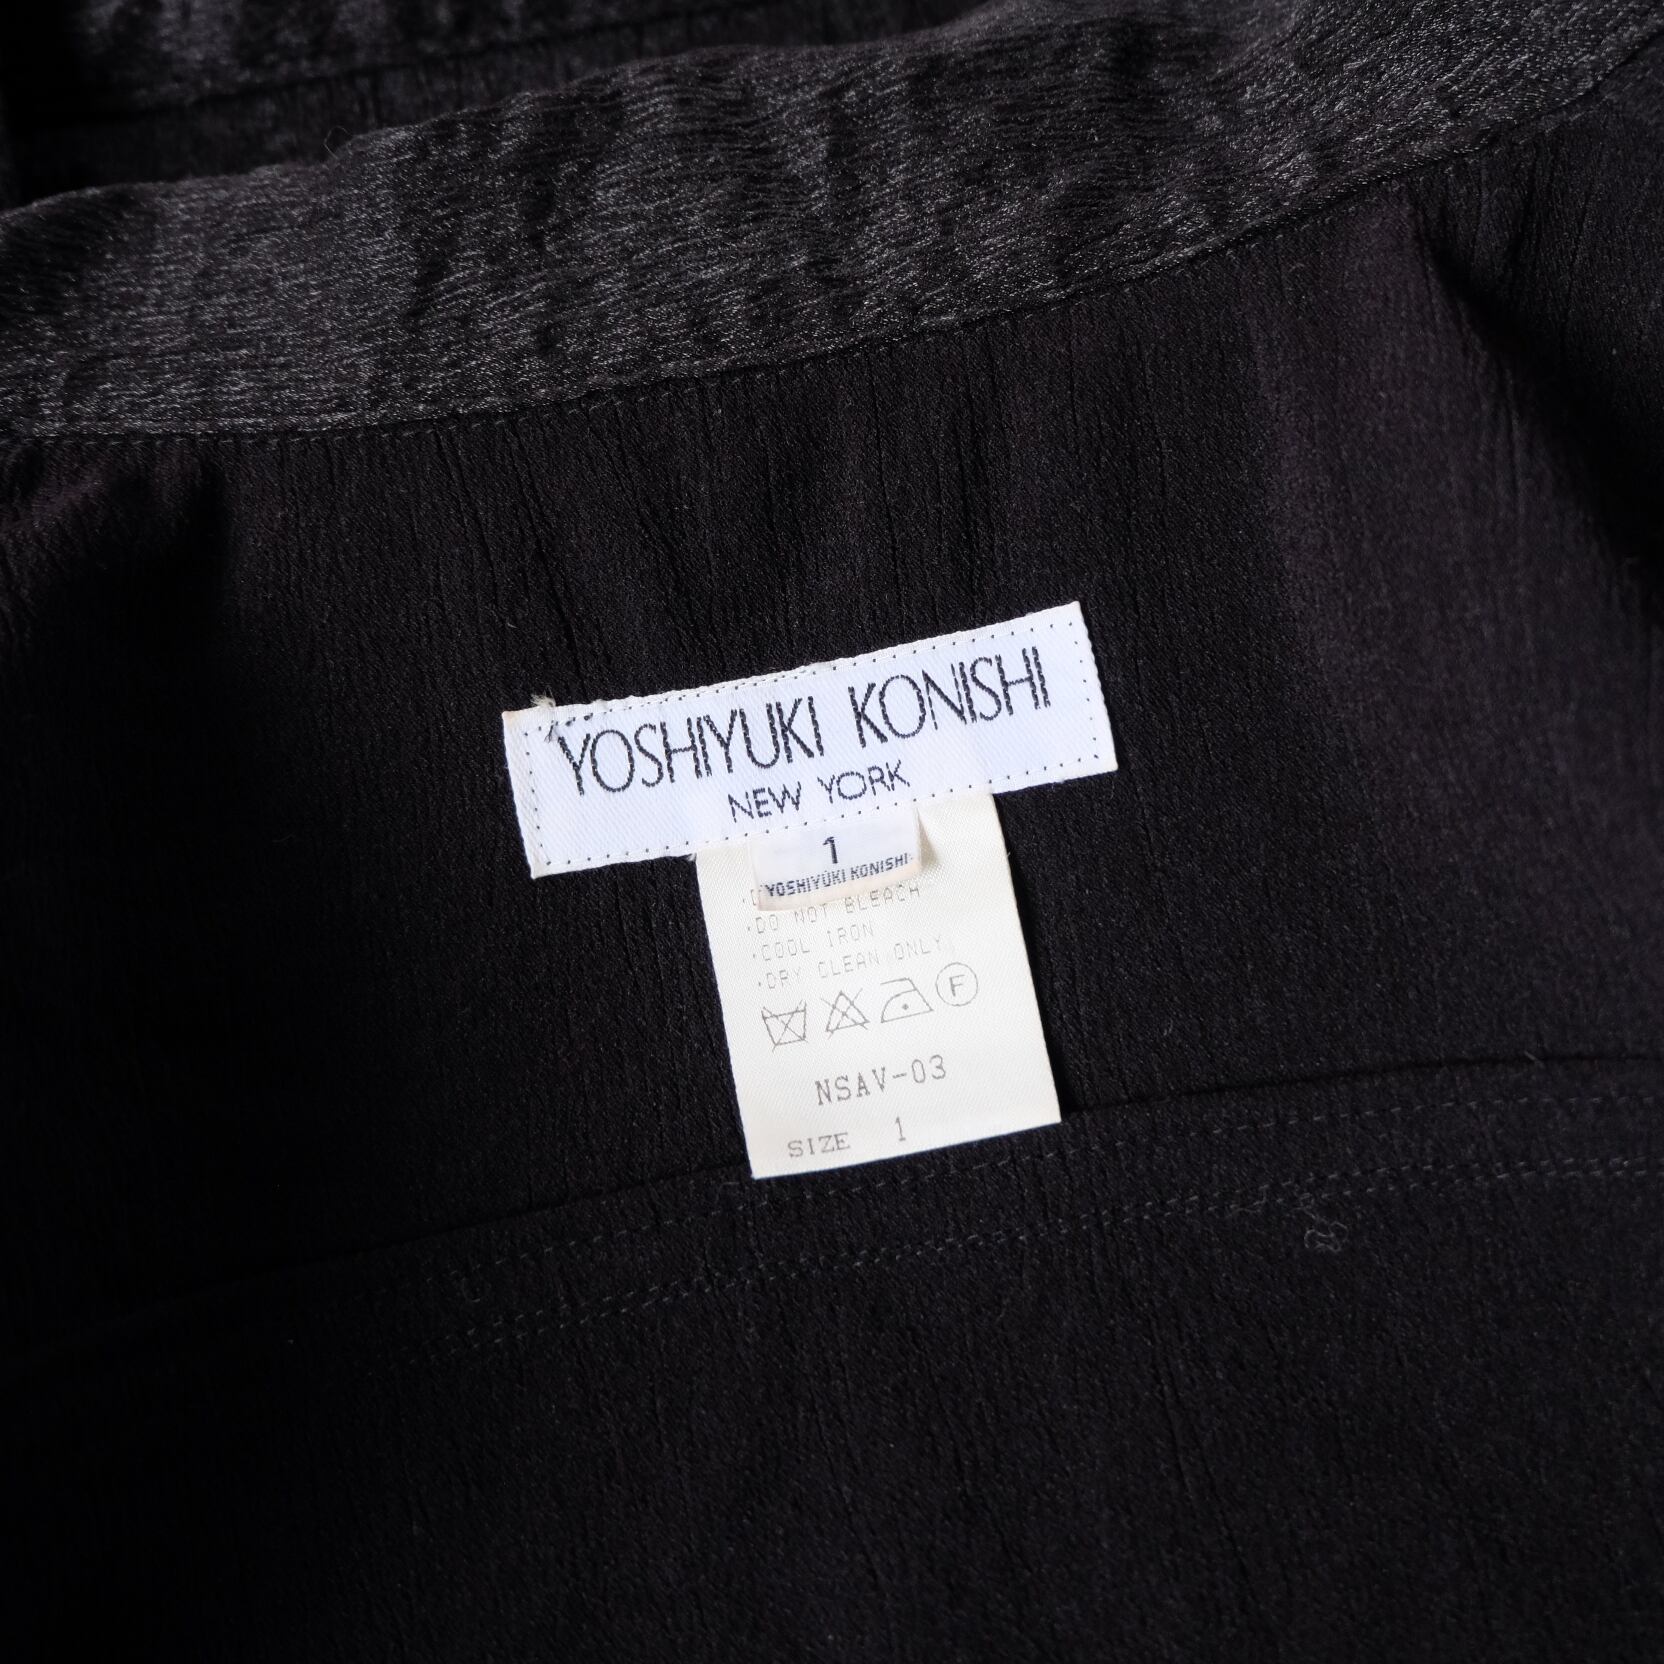 YOSHIYUKI KONISHI
NEW YORK
1
YOSHIYUKI KONISHI
·DO NOT BLEACH
·COOL IRON
·DRY CLEAN ONLY
F
NSAV-03
SIZE 1